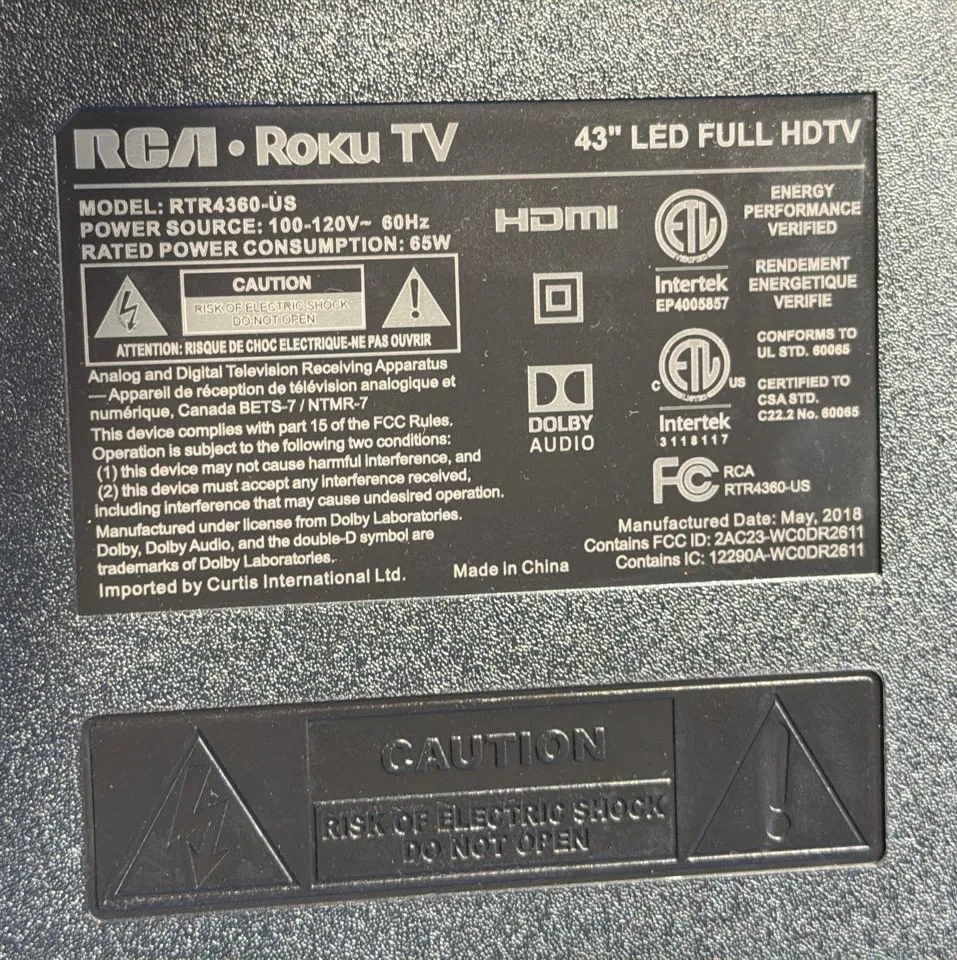 RCA • Roku TV
43" LED FULL HDTV
MODEL: RTR4360-US
POWER SOURCE: 100-120V~ 60Hz
RATED POWER CONSUMPTION: 65W
CAUTION
RISK OF ELECTRIC SHOCK
DO NOT OPEN
ATTENTION: RISQUE DE CHOC ELECTRIQUE-NE PAS OUVRIR
Analog and Digital Television Receiving Apparatus
— Appareil de réception de télévision analogique et
numérique, Canada BETS-7 / NTMR-7
This device complies with part 15 of the FCC Rules.
Operation is subject to the following two conditions:
(1) this device may not cause harmful interference, and
(2) this device must accept any interference received,
including interference that may cause undesired operation.
Manufactured under license from Dolby Laboratories.
Dolby, Dolby Audio, and the double-D symbol are
trademarks of Dolby Laboratories.
Imported by Curtis International Ltd.
Made in China
HDMI
DOLBY
AUDIO
ETL
Intertek
EP4005857
ENERGY
PERFORMANCE
VERIFIED
RENDEMENT
ENERGETIQUE
VERIFIE
C ETL US
Intertek
3118117
CONFORMS TO
UL STD. 60065
CERTIFIED TO
CSA STD.
C22.2 No. 60065
FC
RCA
RTR4360-US
Manufactured Date: May, 2018
Contains FCC ID: 2AC23-WC0DR2611
Contains IC: 12290A-WC0DR2611
CAUTION
RISK OF ELECTRIC SHOCK
DO NOT OPEN